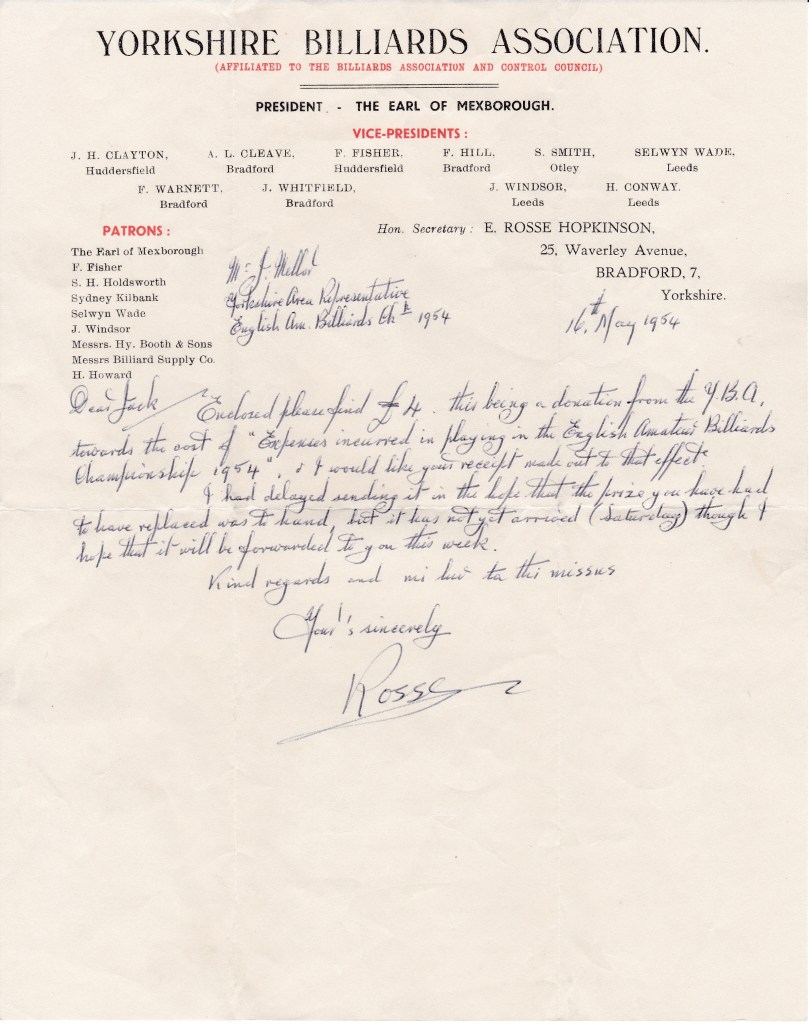 YORKSHIRE BILLIARDS ASSOCIATION.
(AFFILIATED TO THE BILLIARDS ASSOCIATION AND CONTROL COUNCIL)
PRESIDENT - THE EARL OF MEXBOROUGH.
VICE-PRESIDENTS :
J. H. CLAYTON, A. L. CLEAVE, F. FISHER, F. HILL, S. SMITH, SELWYN WADE,
Huddersfield Bradford Huddersfield Bradford Otley Leeds
F. WARNETT, J. WHITFIELD, J. WINDSOR, H. CONWAY.
Bradford Bradford Leeds Leeds
Hon. Secretary : E. ROSSE HOPKINSON,
25, Waverley Avenue,
BRADFORD, 7,
Yorkshire.
PATRONS :
The Earl of Mexborough
F. Fisher
S. H. Holdsworth
Sydney Kilbank
Selwyn Wade
J. Windsor
Messrs. Hy. Booth & Sons
Messrs Billiard Supply Co.
H. Howard
Mr J. Mellor
Yorkshire Area Representative
English Am. Billiards Ch. 1954
16th May 1954
Dear Jack Enclosed please find £4. this being a donation from the Y.B.A.
towards the cost of "Expenses incurred in playing in the English Amateur Billiards
Championship 1954", & I would like your receipt made out to that effect.
I had delayed sending it in the hope that the prize you have had
to have replaced was to hand, but it has not yet arrived (Saturday) though I
hope that it will be forwarded to you this week.
Kind regards and mi luv ta thi missus
Your's sincerely
Rosse